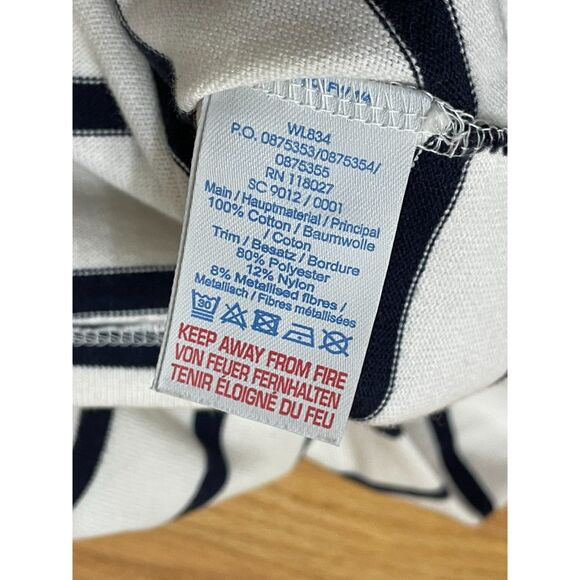 WL834
P.O. 0875353/0875354/
0875355
RN 118027
SC 9012 / 0001
Main / Hauptmaterial / Principal
100% Cotton / Baumwolle
/ Coton
Trim / Besatz / Bordure
80% Polyester
12% Nylon
8% Metallised fibres /
Metallisch / Fibres métallisées
30
KEEP AWAY FROM FIRE
VON FEUER FERNHALTEN
TENIR ÉLOIGNÉ DU FEU